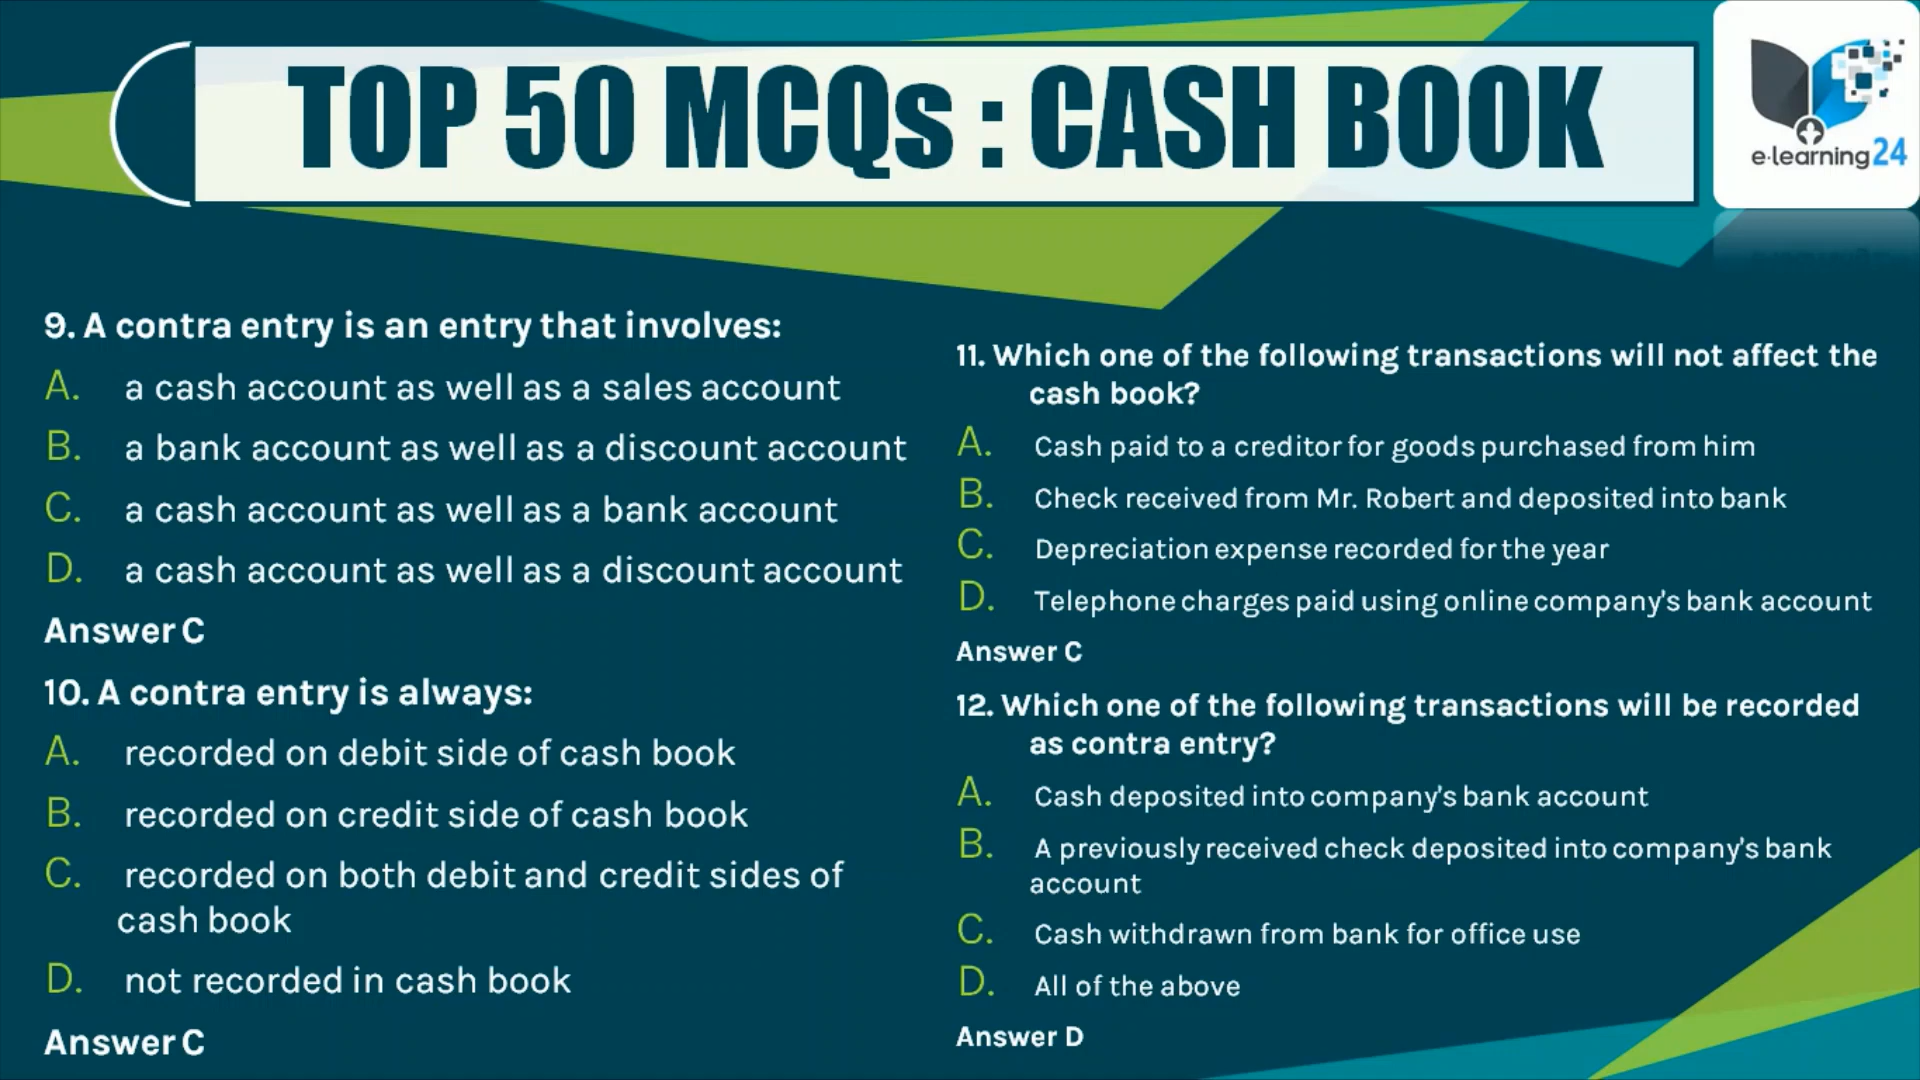 TOP 50 MCQs : CASH BOOK
e-learning24
9. A contra entry is an entry that involves:
A. a cash account as well as a sales account
B. a bank account as well as a discount account
C. a cash account as well as a bank account
D. a cash account as well as a discount account
Answer C
10. A contra entry is always:
A. recorded on debit side of cash book
B. recorded on credit side of cash book
C. recorded on both debit and credit sides of
cash book
D. not recorded in cash book
Answer C
11. Which one of the following transactions will not affect the
cash book?
A. Cash paid to a creditor for goods purchased from him
B. Check received from Mr. Robert and deposited into bank
C. Depreciation expense recorded for the year
D. Telephone charges paid using online company's bank account
Answer C
12. Which one of the following transactions will be recorded
as contra entry?
A. Cash deposited into company's bank account
B. A previously received check deposited into company's bank
account
C. Cash withdrawn from bank for office use
D. All of the above
Answer D